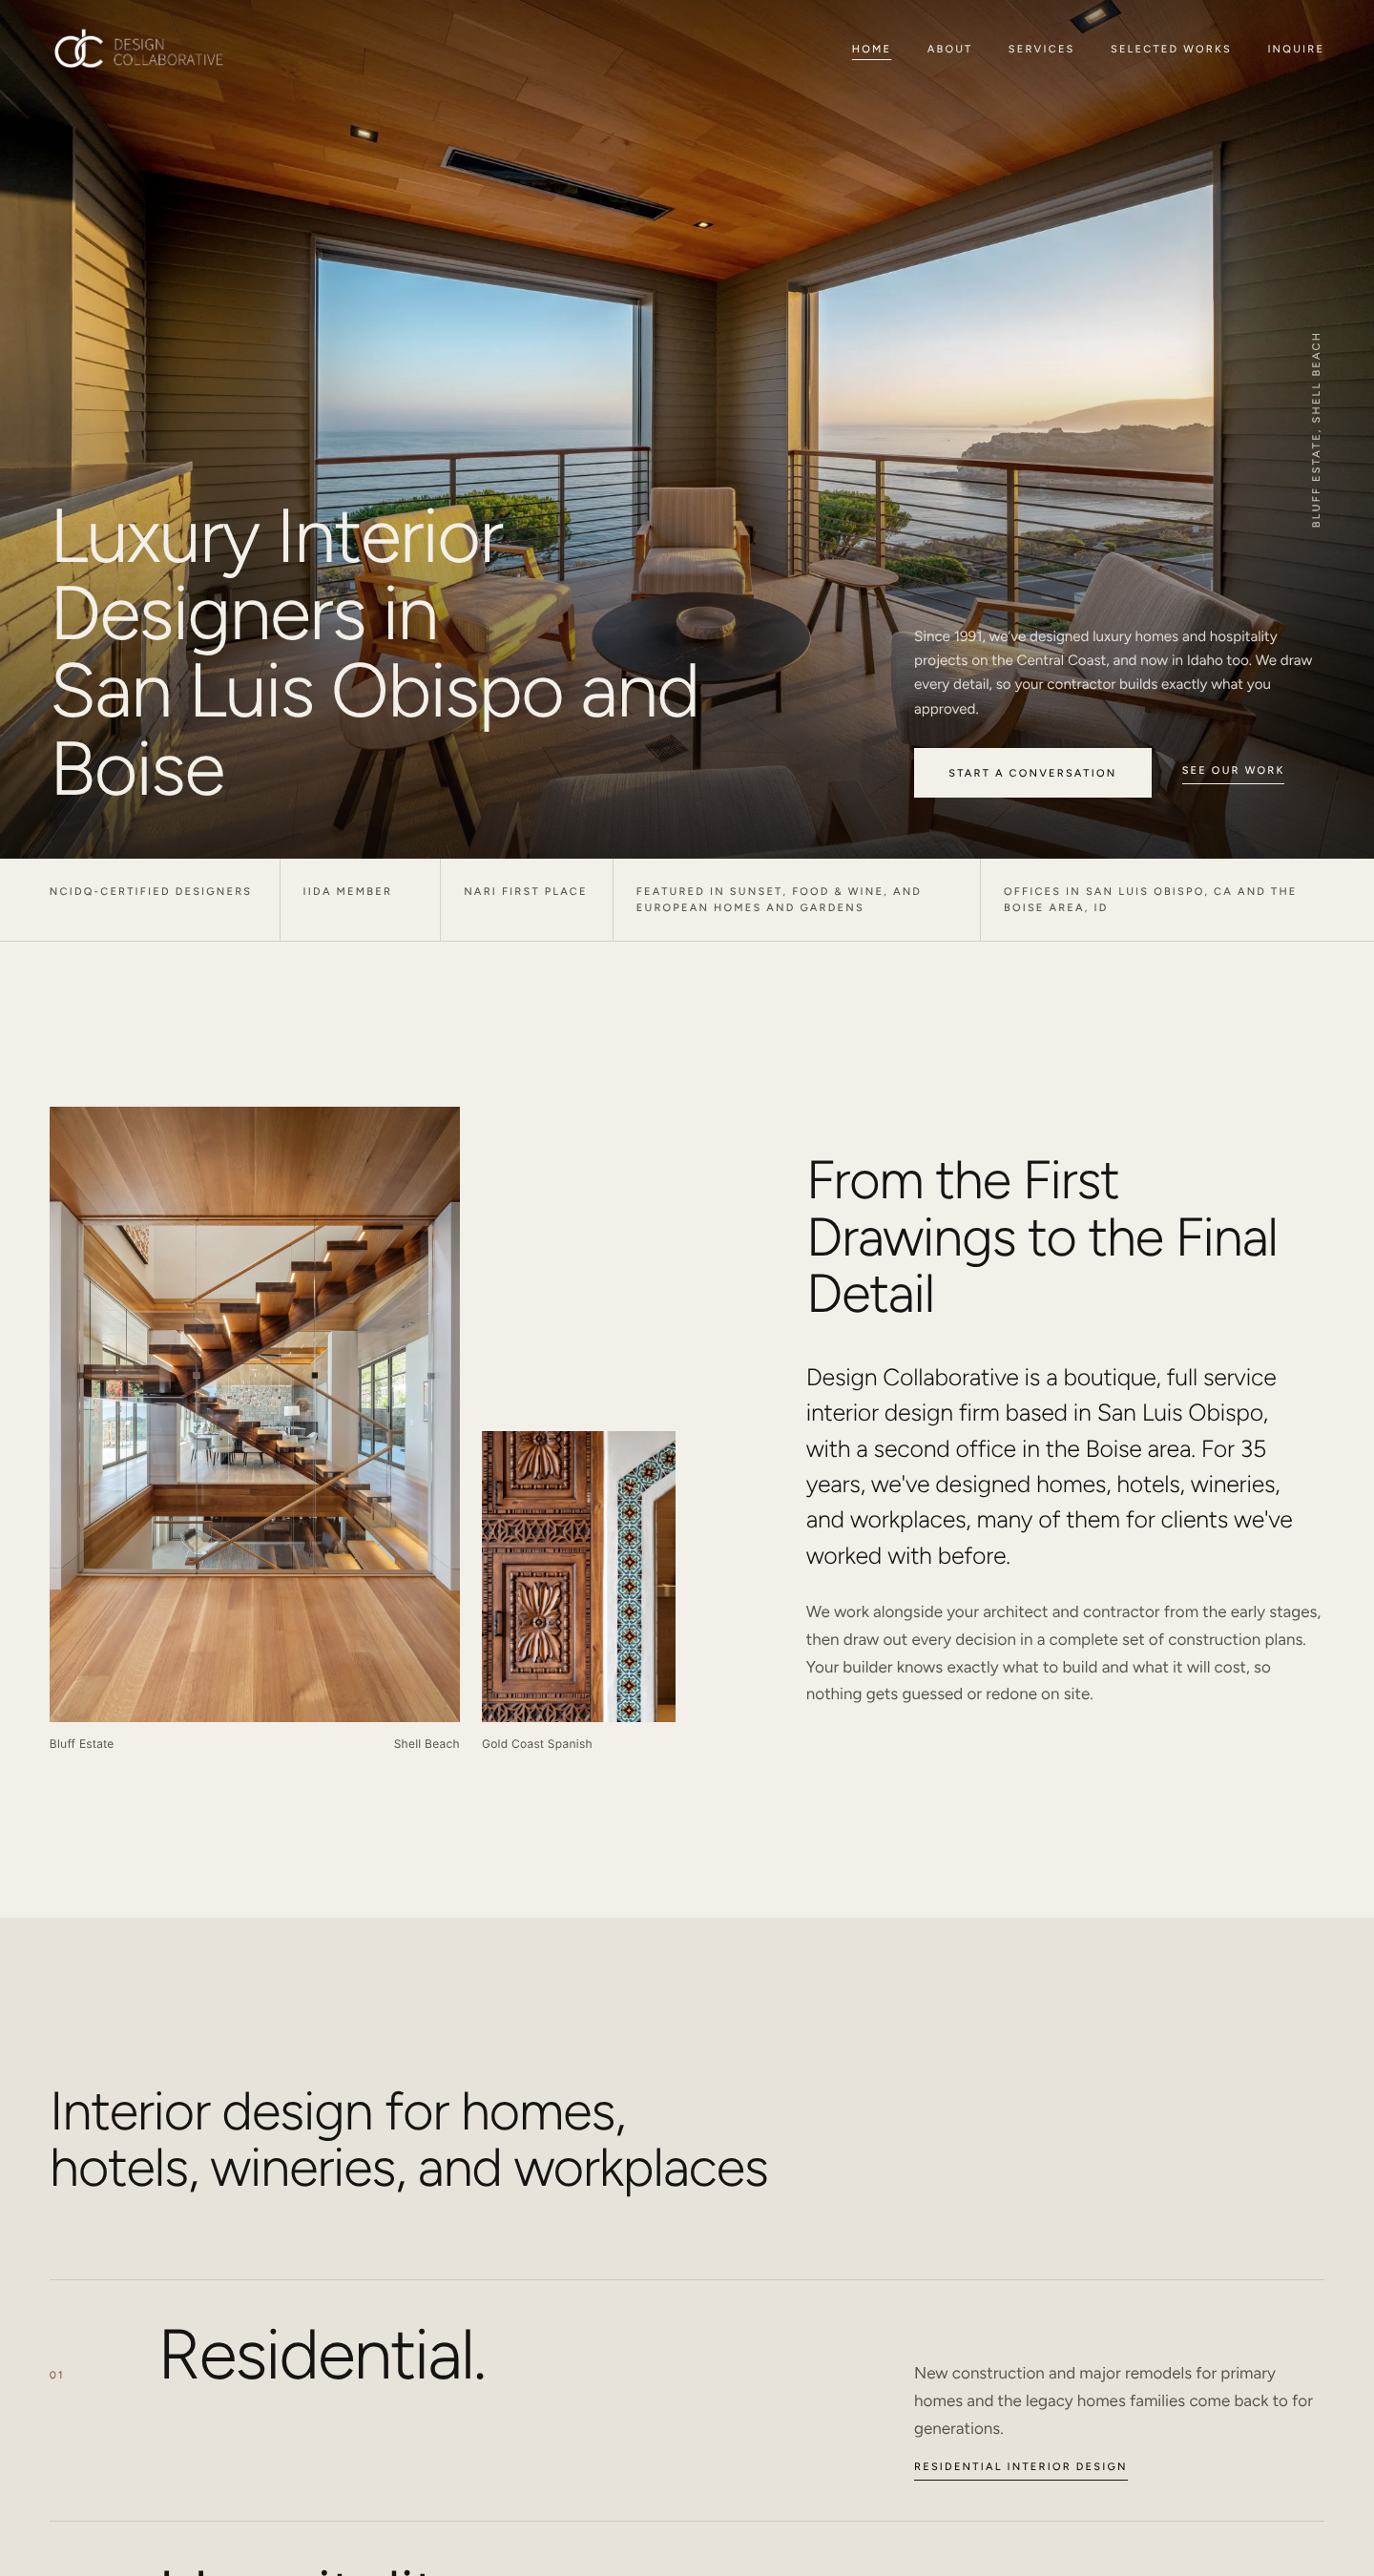 DESIGN
COLLABORATIVE
HOME
ABOUT
SERVICES
SELECTED WORKS
INQUIRE
BLUFF ESTATE, SHELL BEACH
Luxury Interior
Designers in
San Luis Obispo and
Boise
Since 1991, we've designed luxury homes and hospitality
projects on the Central Coast, and now in Idaho too. We draw
every detail, so your contractor builds exactly what you
approved.
START A CONVERSATION
SEE OUR WORK
NCIDQ-CERTIFIED DESIGNERS
IIDA MEMBER
NARI FIRST PLACE
FEATURED IN SUNSET, FOOD & WINE, AND
EUROPEAN HOMES AND GARDENS
OFFICES IN SAN LUIS OBISPO, CA AND THE
BOISE AREA, ID
Bluff Estate
Shell Beach
Gold Coast Spanish
From the First
Drawings to the Final
Detail
Design Collaborative is a boutique, full service
interior design firm based in San Luis Obispo,
with a second office in the Boise area. For 35
years, we've designed homes, hotels, wineries,
and workplaces, many of them for clients we've
worked with before.
We work alongside your architect and contractor from the early stages,
then draw out every decision in a complete set of construction plans.
Your builder knows exactly what to build and what it will cost, so
nothing gets guessed or redone on site.
Interior design for homes,
hotels, wineries, and workplaces
01
Residential.
New construction and major remodels for primary
homes and the legacy homes families come back to for
generations.
RESIDENTIAL INTERIOR DESIGN